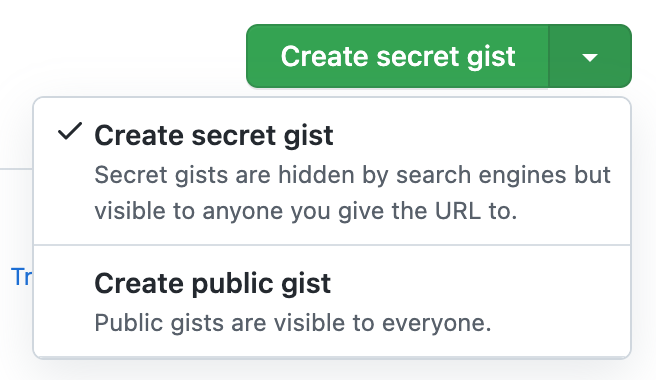 Create secret gist
Create secret gist
Secret gists are hidden by search engines but
visible to anyone you give the URL to.
Tr
Create public gist
Public gists are visible to everyone.